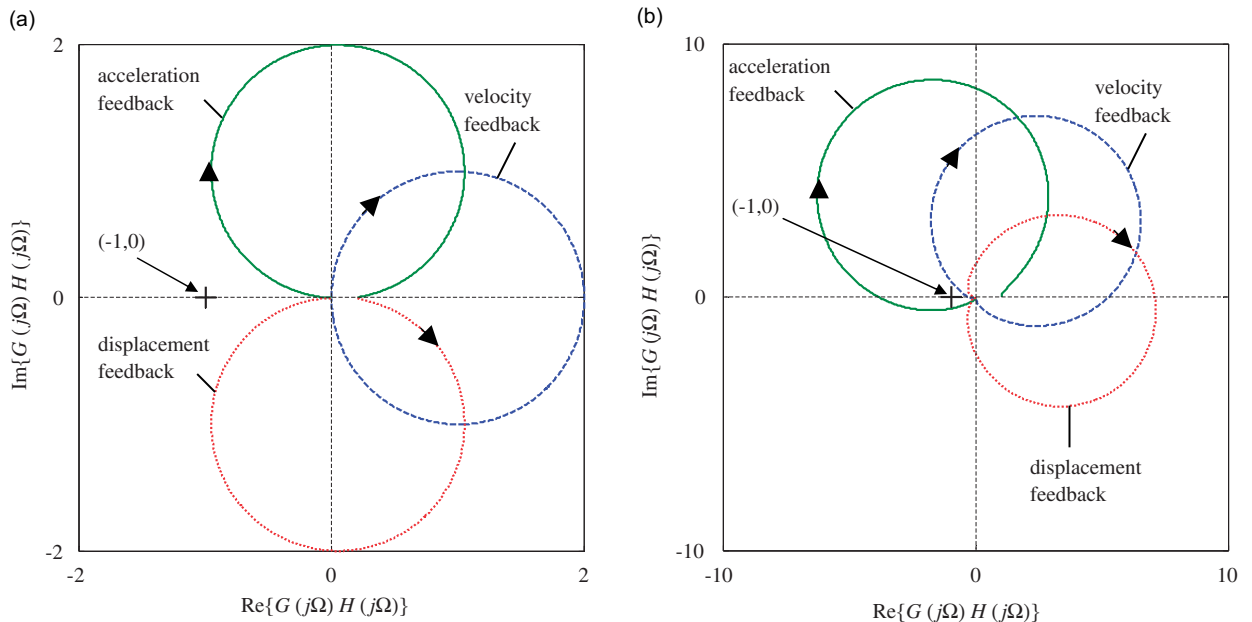 (a)
2
acceleration
feedback
velocity
feedback
(-1,0)
0
displacement
feedback
-2
-2
0
2
Im{G (jΩ) H (jΩ)}
Re{G (jΩ) H (jΩ)}
(b)
10
acceleration
feedback
velocity
feedback
(-1,0)
0
displacement
feedback
-10
-10
0
10
Im{G (jΩ) H (jΩ)}
Re{G (jΩ) H (jΩ)}